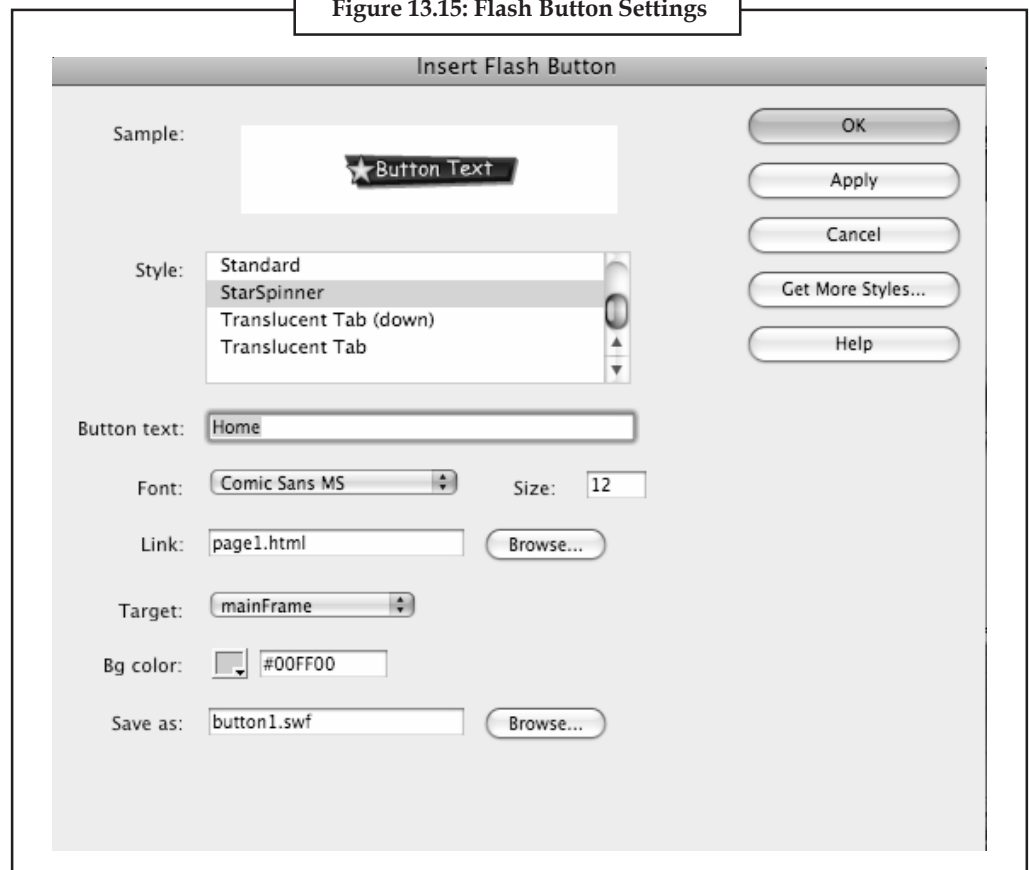 Figure 13.15: Flash Button Settings
Insert Flash Button
Sample:
Button Text
OK
Apply
Cancel
Get More Styles...
Help
Style:
Standard
StarSpinner
Translucent Tab (down)
Translucent Tab
Button text: Home
Font: Comic Sans MS Size: 12
Link: page1.html Browse...
Target: mainFrame
Bg color: #00FF00
Save as: button1.swf Browse...